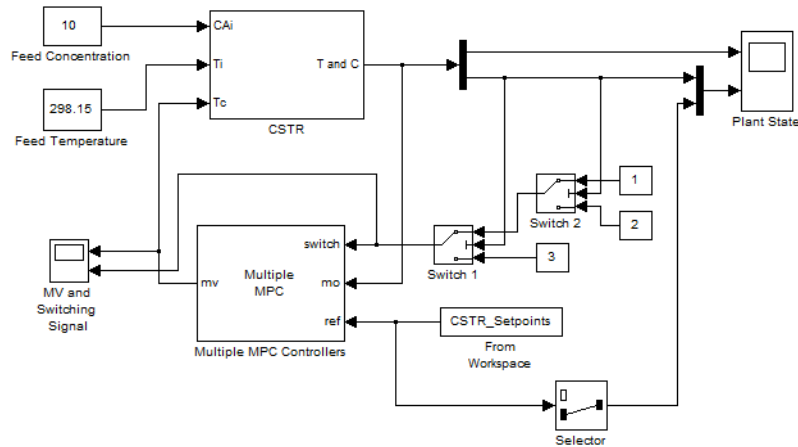 10
Feed Concentration
298.15
Feed Temperature
CAi
Ti
Tc
T and C
CSTR
Plant State
1
2
Switch 2
3
Switch 1
MV and
Switching
Signal
mv
Multiple
MPC
switch
mo
ref
Multiple MPC Controllers
CSTR_Setpoints
From
Workspace
Selector